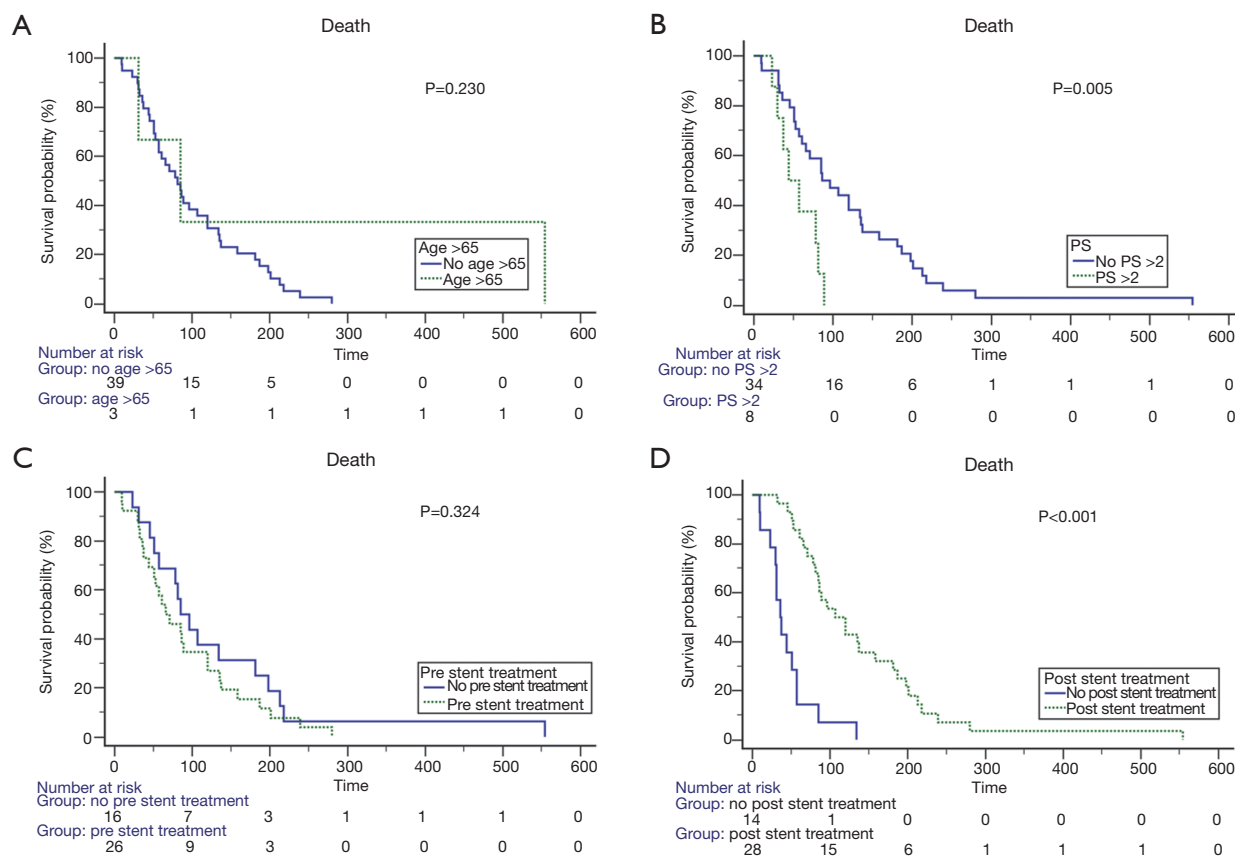 A
Death
Survival probability (%)
100
80
60
40
20
0
P=0.230
Age >65
No age >65
Age >65
0 100 200 300 400 500 600
Time
Number at risk
Group: no age >65
39 15 5 0 0 0 0
Group: age >65
3 1 1 1 1 1 0
B
Death
Survival probability (%)
100
80
60
40
20
0
P=0.005
PS
No PS >2
PS >2
0 100 200 300 400 500 600
Time
Number at risk
Group: no PS >2
34 16 6 1 1 1 0
Group: PS >2
8 0 0 0 0 0 0
C
Death
Survival probability (%)
100
80
60
40
20
0
P=0.324
Pre stent treatment
No pre stent treatment
Pre stent treatment
0 100 200 300 400 500 600
Time
Number at risk
Group: no pre stent treatment
16 7 3 1 1 1 0
Group: pre stent treatment
26 9 3 0 0 0 0
D
Death
Survival probability (%)
100
80
60
40
20
0
P<0.001
Post stent treatment
No post stent treatment
Post stent treatment
0 100 200 300 400 500 600
Time
Number at risk
Group: no post stent treatment
14 1 0 0 0 0 0
Group: post stent treatment
28 15 6 1 1 1 0